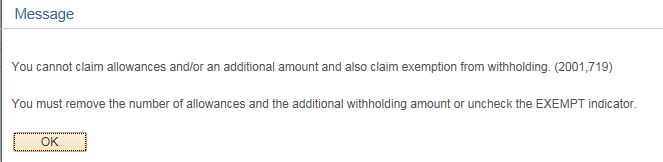 Message
You cannot claim allowances and/or an additional amount and also claim exemption from withholding. (2001,719)
You must remove the number of allowances and the additional withholding amount or uncheck the EXEMPT indicator.
OK